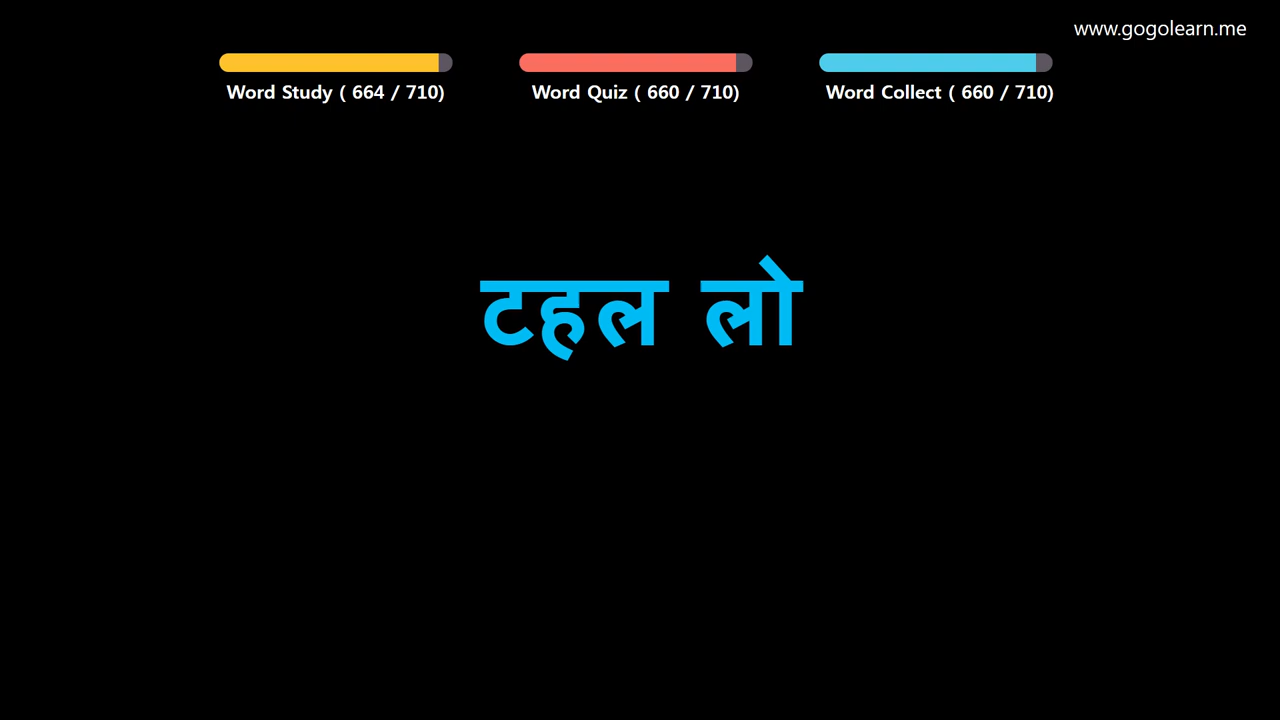 www.gogolearn.me
Word Study ( 664 / 710)
Word Quiz ( 660 / 710)
Word Collect ( 660 / 710)
टहल लो